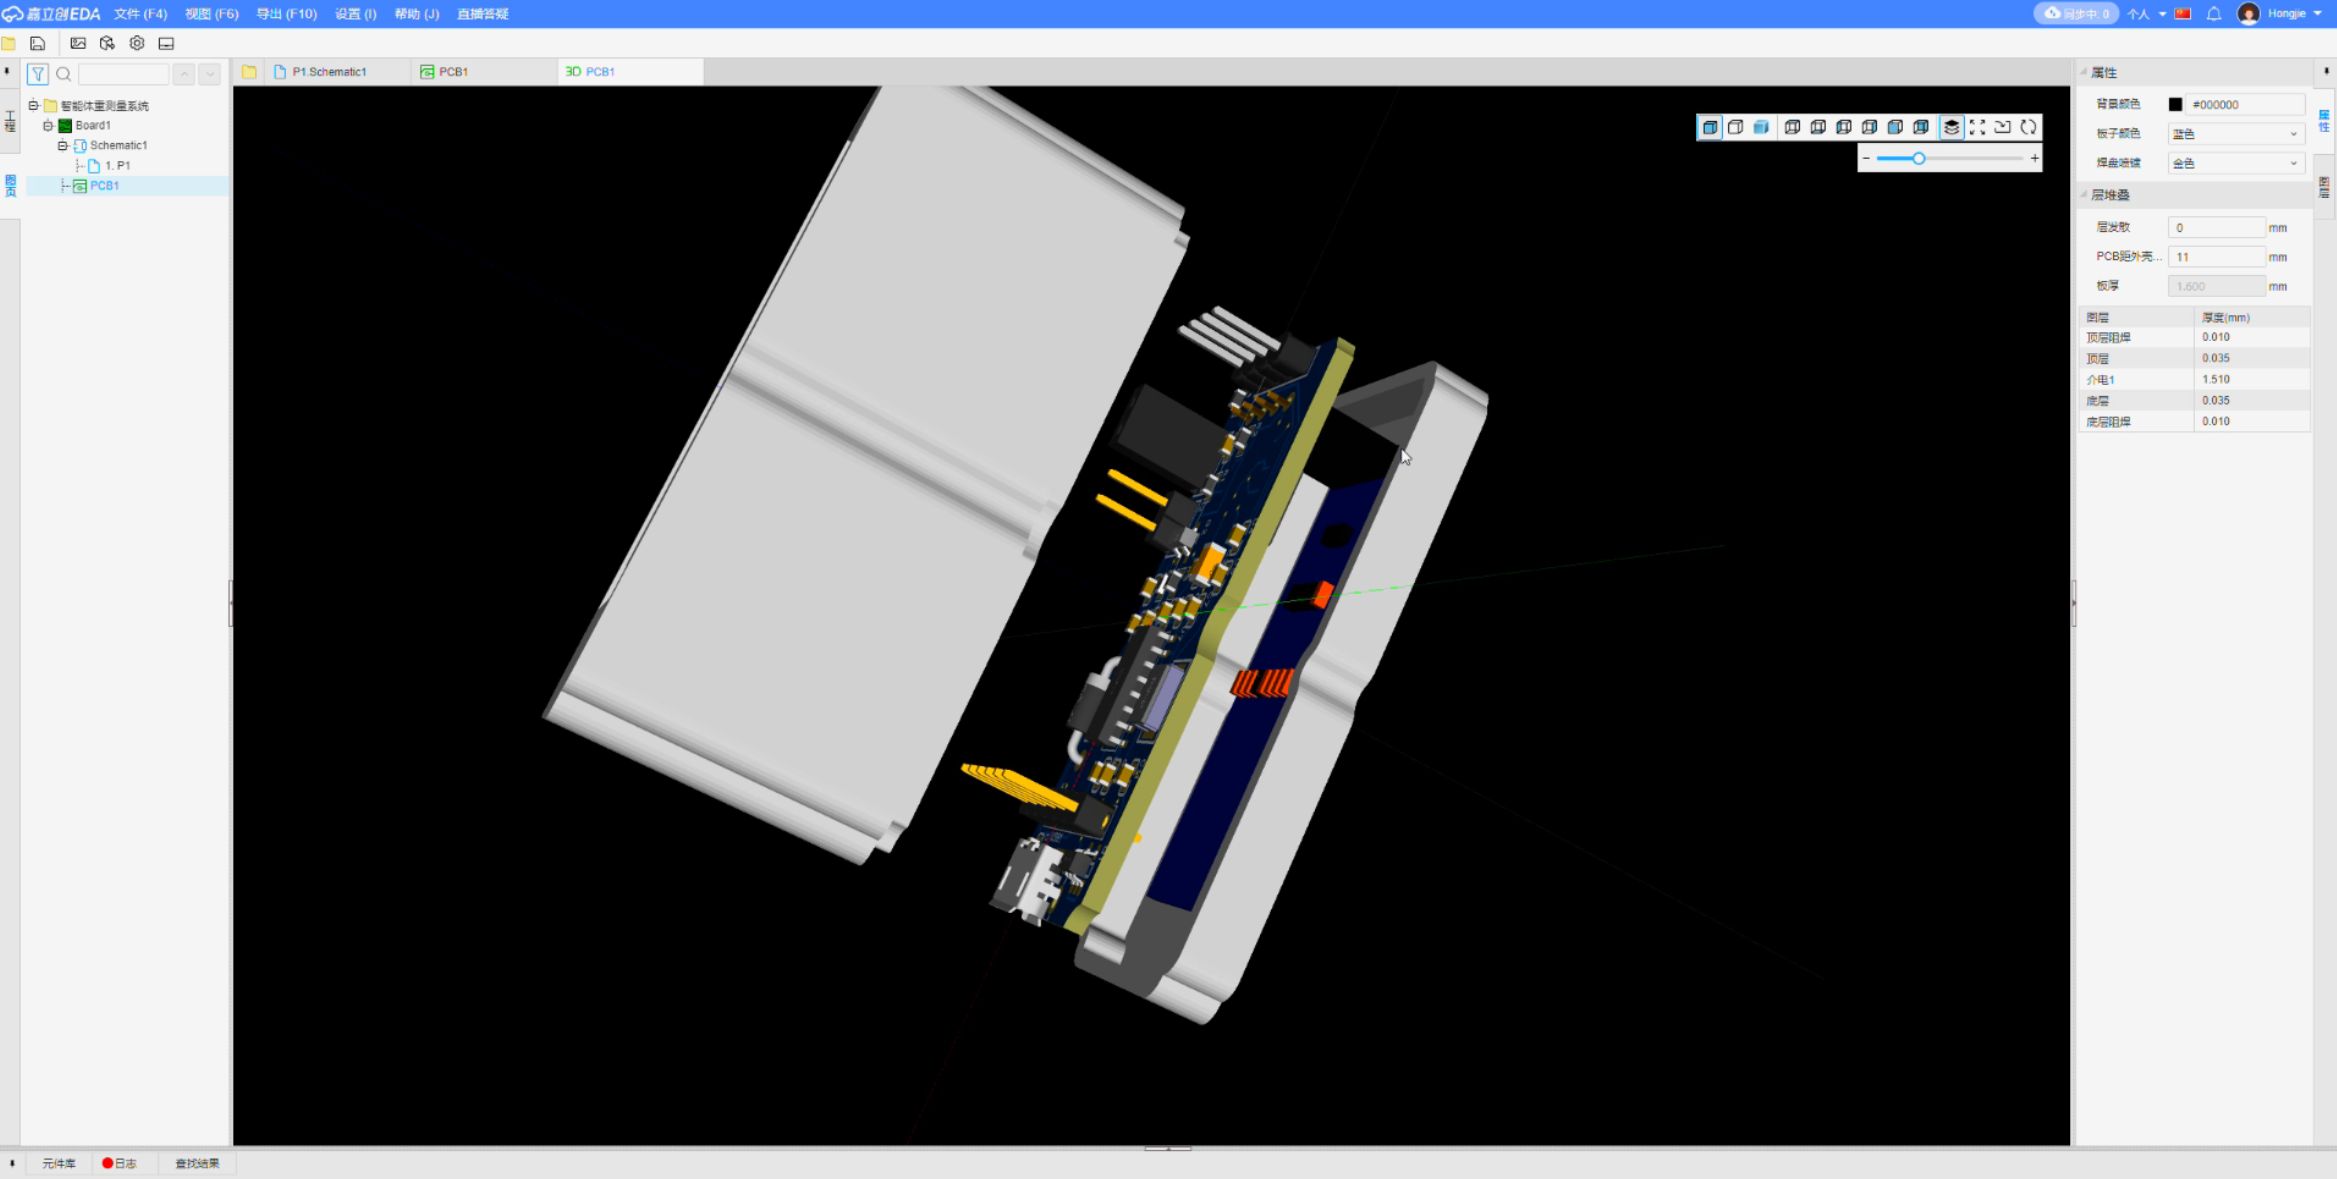 嘉立创EDA 文件 (F4) 视图 (F6) 导出 (F10) 设置 (I) 帮助 (J) 直播答疑 同步中: 0 个人 Hongjie
P1.Schematic1 PCB1 3D PCB1
工程
图页
智能体重测量系统
Board1
Schematic1
1. P1
PCB1
属性
背景颜色 #000000
板子颜色 蓝色
焊盘喷镀 金色
层堆叠
层发散 0 mm
PCB距外壳... 11 mm
板厚 1.600 mm
图层 厚度(mm)
顶层阻焊 0.010
顶层 0.035
介电1 1.510
底层 0.035
底层阻焊 0.010
属性
图层
元件库 日志 查找结果